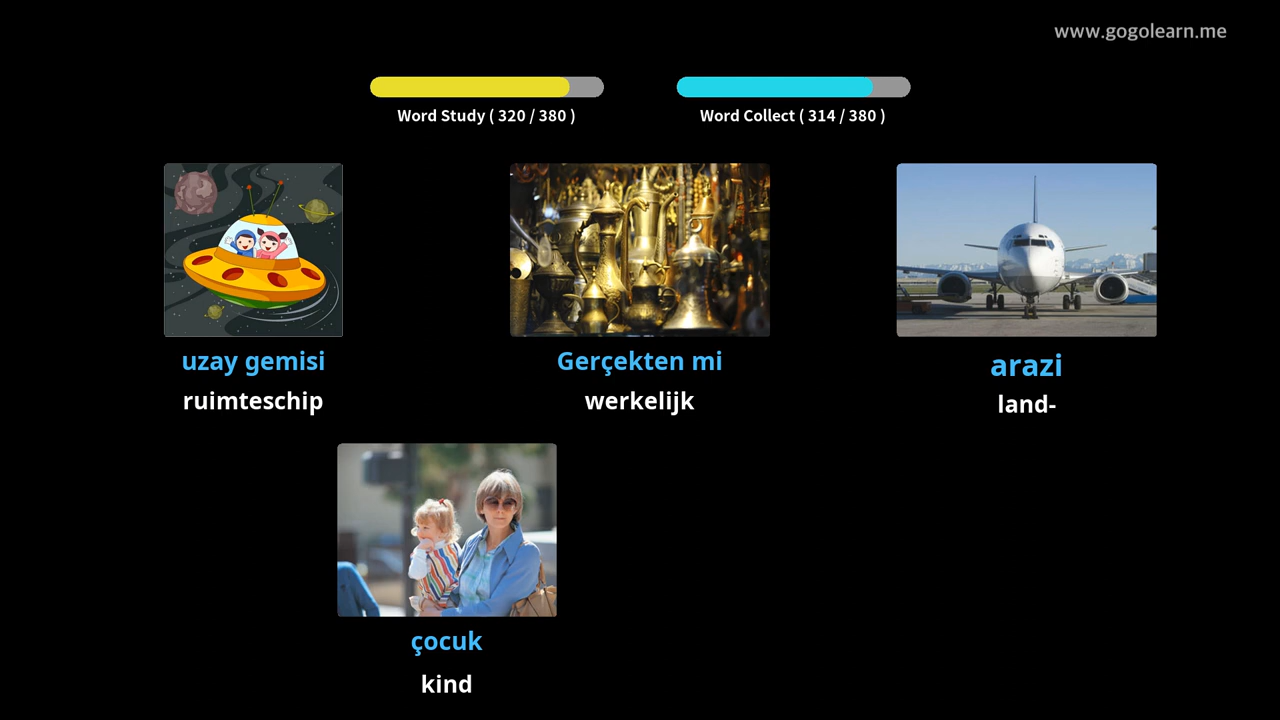 www.gogolearn.me
Word Study ( 320 / 380 )
Word Collect ( 314 / 380 )
uzay gemisi
ruimteschip
Gerçekten mi
werkelijk
arazi
land-
çocuk
kind